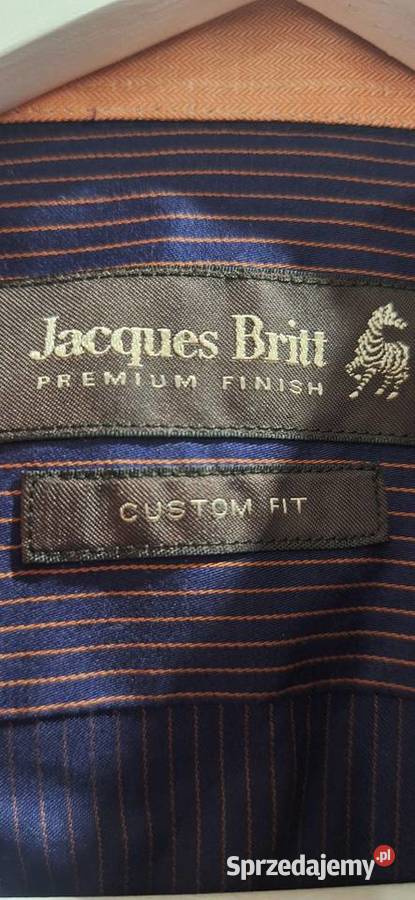 Jacques Britt
PREMIUM FINISH
CUSTOM FIT
Sprzedajemy.pl